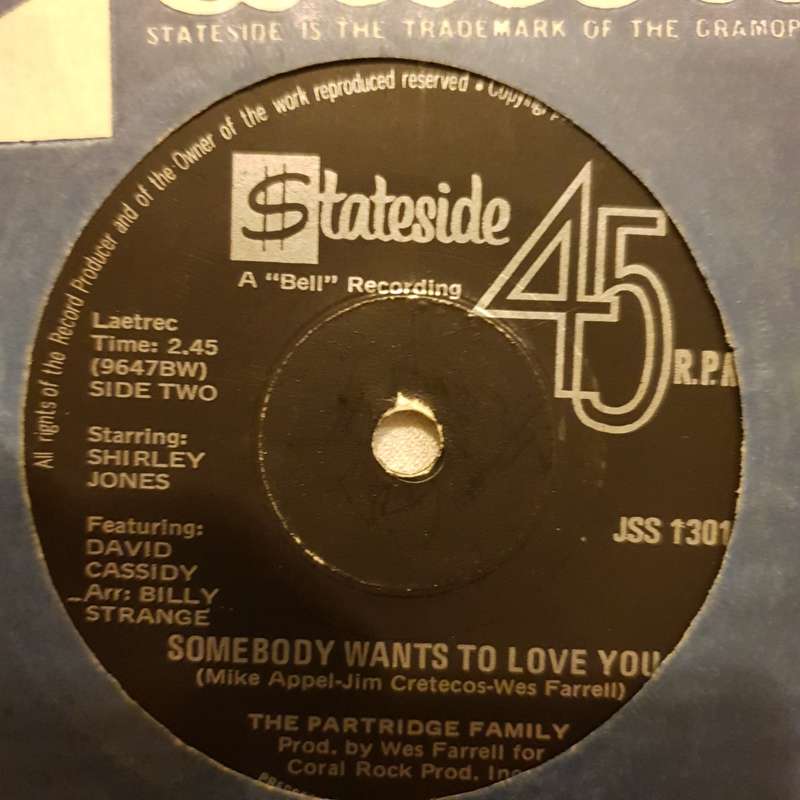 STATESIDE IS THE TRADEMARK OF THE GRAMOP
All rights of the Record Producer and of the Owner of the work reproduced reserved •
$tateside
45
R.P.M
A "Bell" Recording
Laetrec
Time: 2.45
(9647BW)
SIDE TWO
Starring:
SHIRLEY
JONES
JSS 1301
Featuring:
DAVID
CASSIDY
Arr: BILLY
STRANGE
SOMEBODY WANTS TO LOVE YOU
(Mike Appel-Jim Cretecos-Wes Farrell)
THE PARTRIDGE FAMILY
Prod. by Wes Farrell for
Coral Rock Prod. Inc